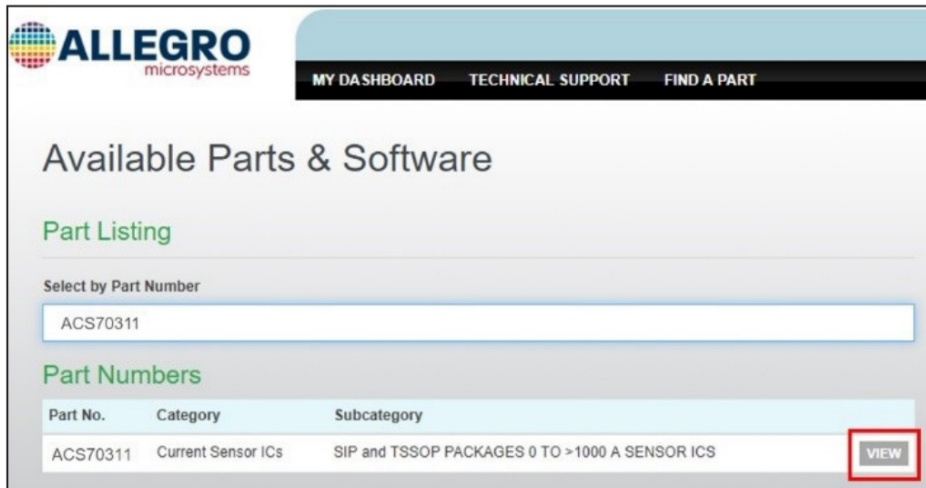 ALLEGRO
microsystems
MY DASHBOARD TECHNICAL SUPPORT FIND A PART
Available Parts & Software
Part Listing
Select by Part Number
ACS70311
Part Numbers
Part No. Category Subcategory
ACS70311 Current Sensor ICs SIP and TSSOP PACKAGES 0 TO >1000 A SENSOR ICS VIEW